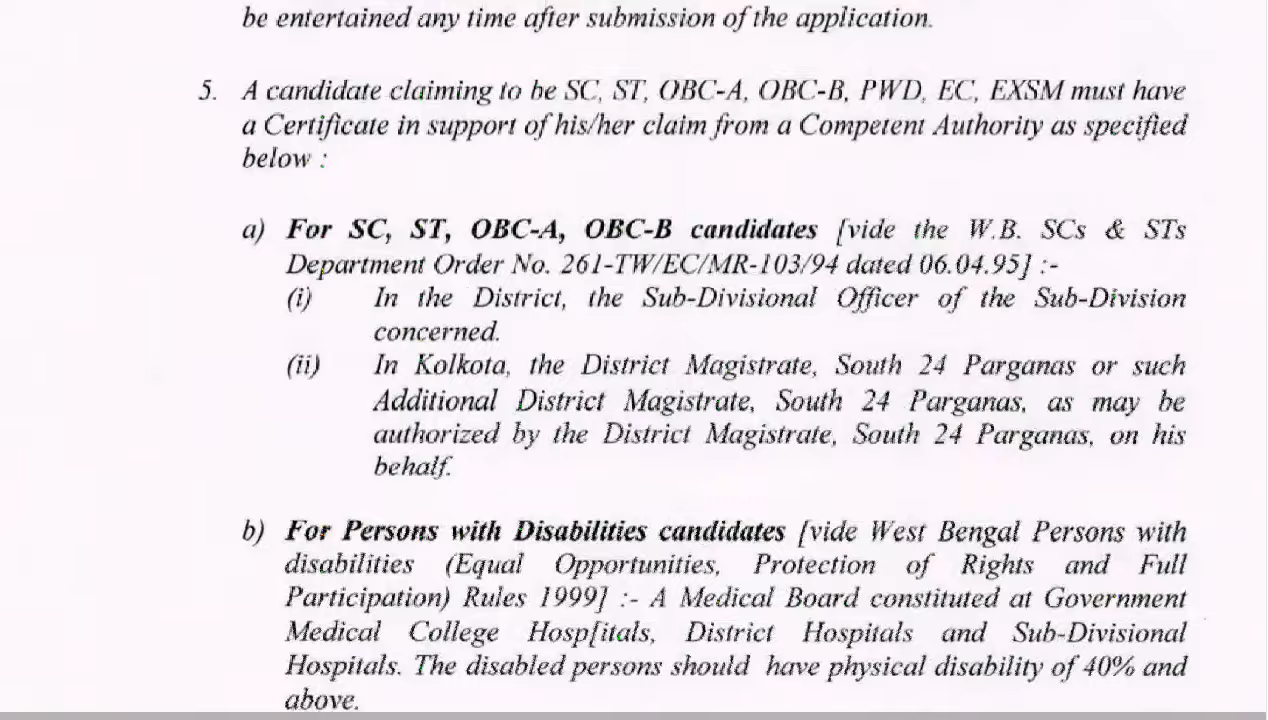 be entertained any time after submission of the application.
5. A candidate claiming to be SC, ST, OBC-A, OBC-B, PWD, EC, EXSM must have
a Certificate in support of his/her claim from a Competent Authority as specified
below :
a) For SC, ST, OBC-A, OBC-B candidates [vide the W.B. SCs & STs
Department Order No. 261-TW/EC/MR-103/94 dated 06.04.95] :-
(i) In the District, the Sub-Divisional Officer of the Sub-Division
concerned.
(ii) In Kolkota, the District Magistrate, South 24 Parganas or such
Additional District Magistrate, South 24 Parganas, as may be
authorized by the District Magistrate, South 24 Parganas, on his
behalf.
b) For Persons with Disabilities candidates [vide West Bengal Persons with
disabilities (Equal Opportunities, Protection of Rights and Full
Participation) Rules 1999] :- A Medical Board constituted at Government
Medical College Hosp[itals, District Hospitals and Sub-Divisional
Hospitals. The disabled persons should have physical disability of 40% and
above.